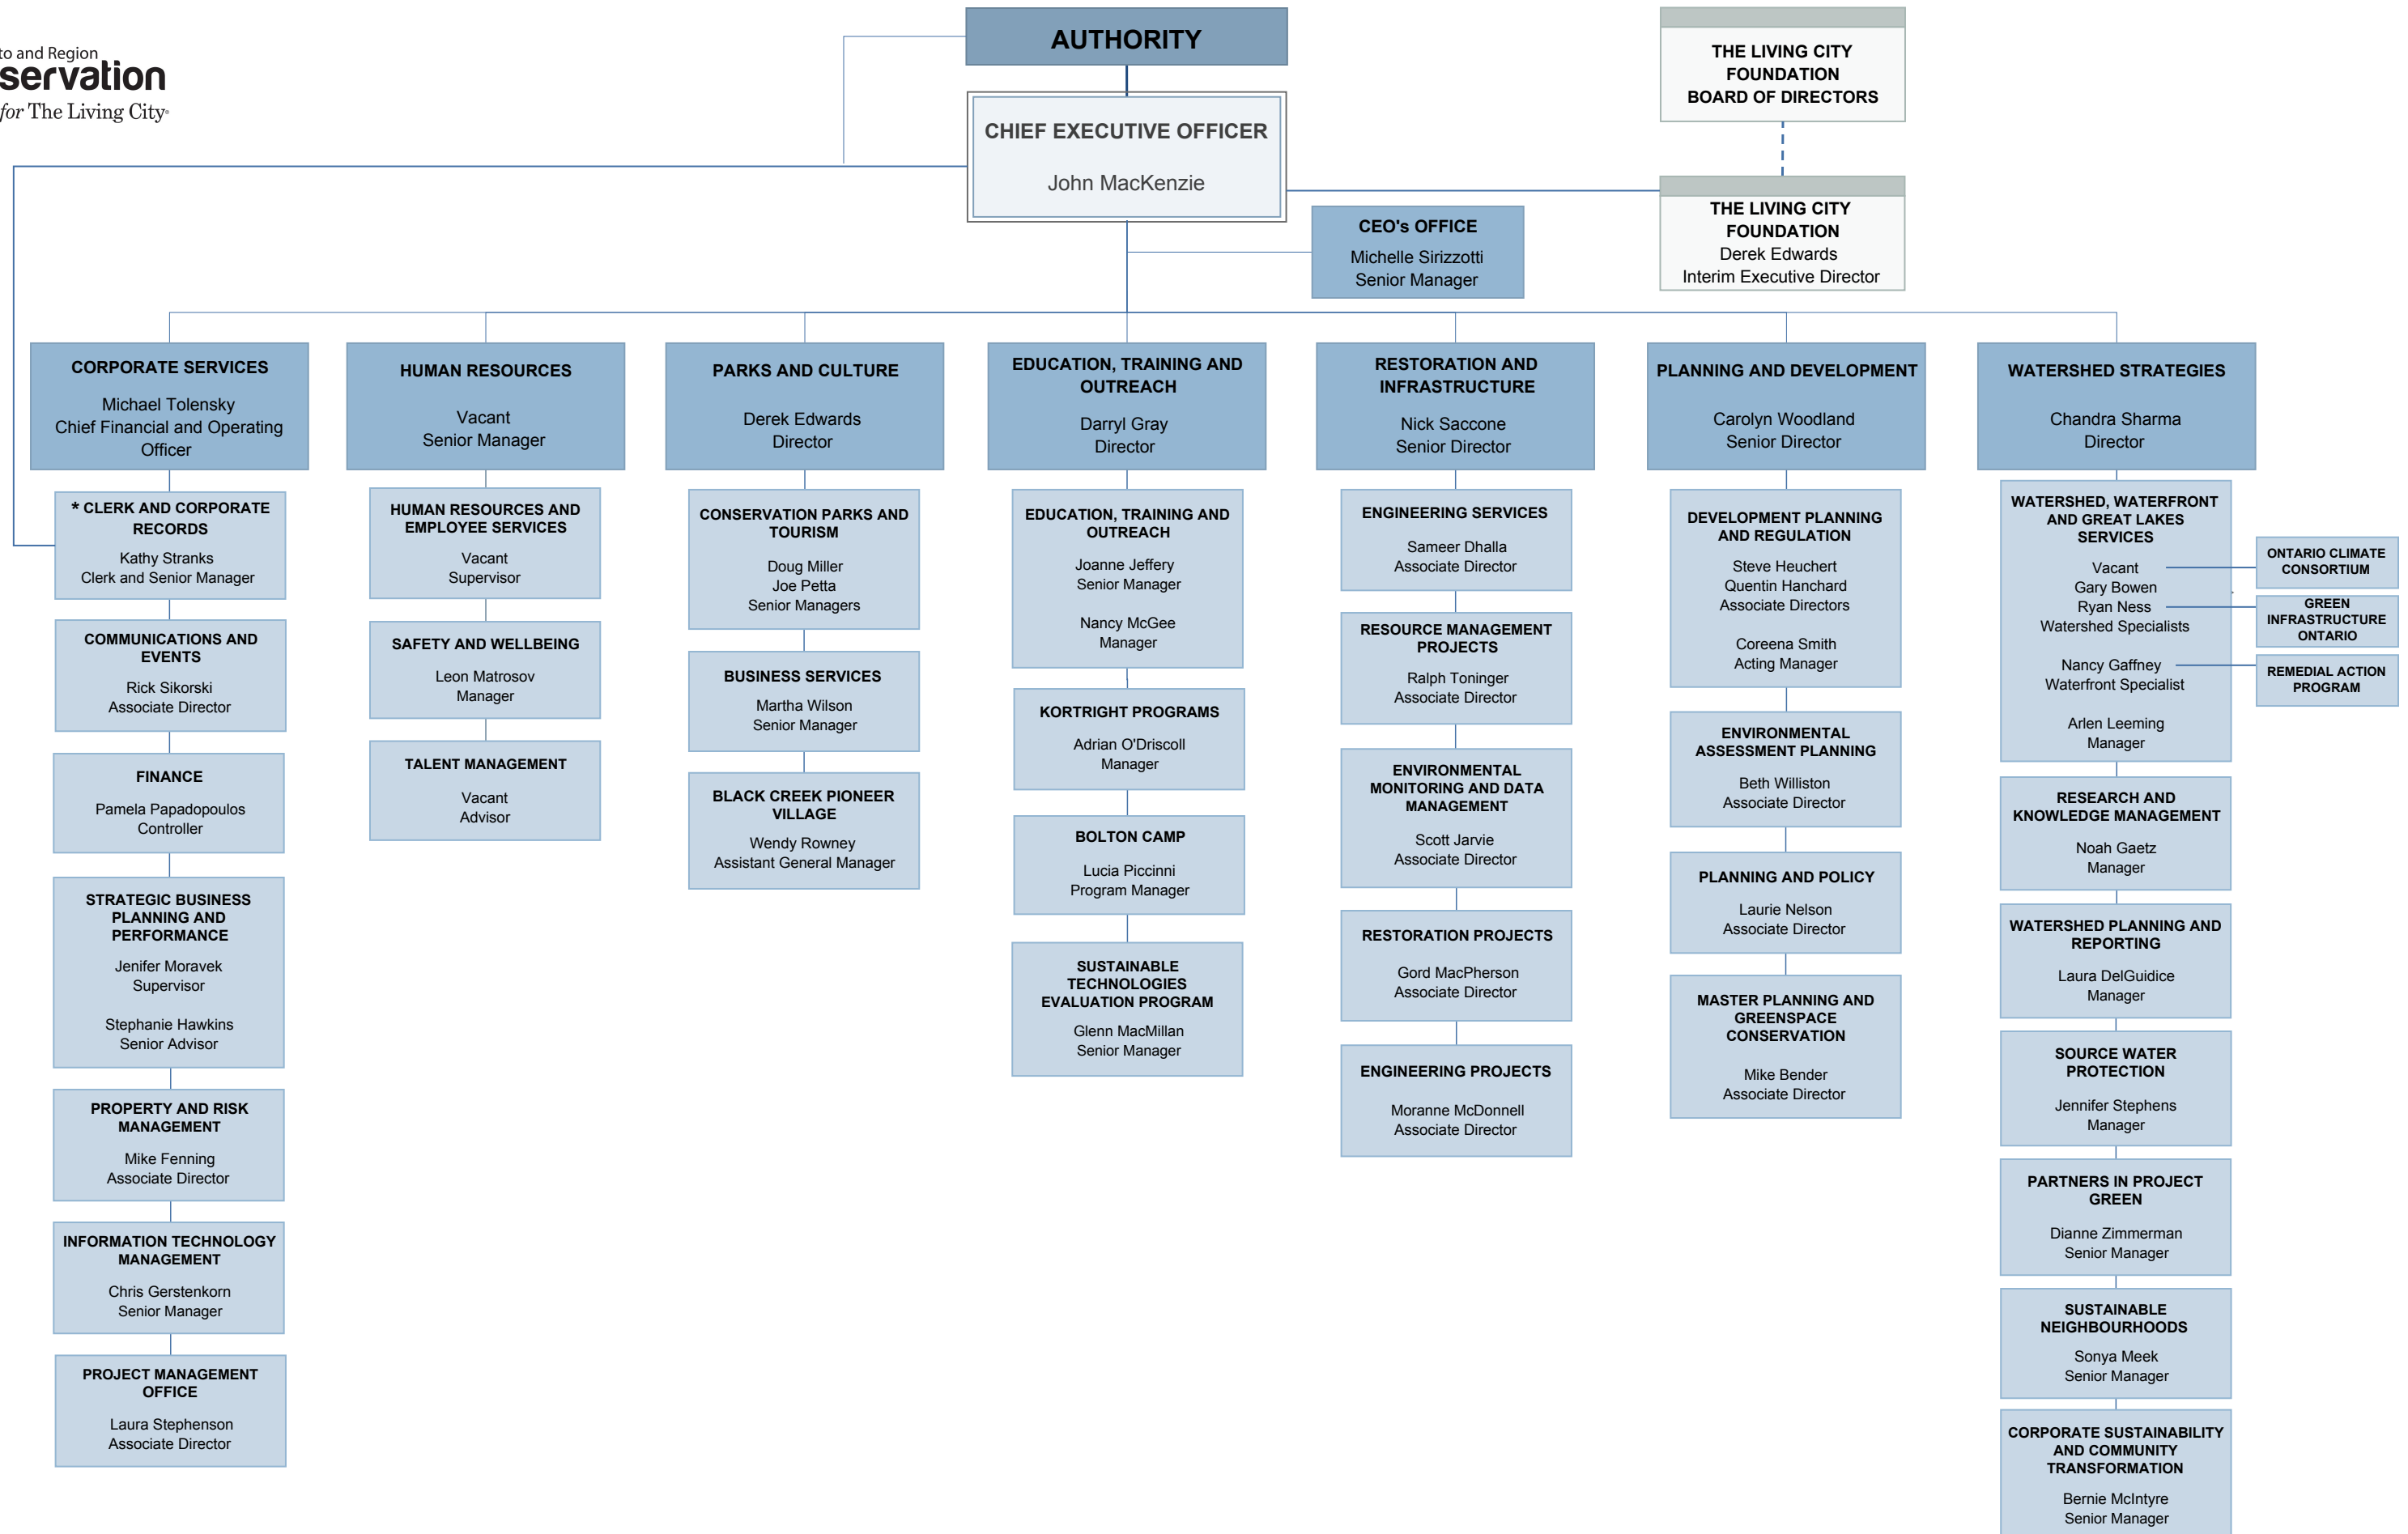 to and Region
servation
for The Living City®
AUTHORITY
CHIEF EXECUTIVE OFFICER
John MacKenzie
THE LIVING CITY
FOUNDATION
BOARD OF DIRECTORS
THE LIVING CITY
FOUNDATION
Derek Edwards
Interim Executive Director
CEO's OFFICE
Michelle Sirizzotti
Senior Manager
CORPORATE SERVICES
Michael Tolensky
Chief Financial and Operating
Officer
* CLERK AND CORPORATE
RECORDS
Kathy Stranks
Clerk and Senior Manager
COMMUNICATIONS AND
EVENTS
Rick Sikorski
Associate Director
FINANCE
Pamela Papadopoulos
Controller
STRATEGIC BUSINESS
PLANNING AND
PERFORMANCE
Jenifer Moravek
Supervisor
Stephanie Hawkins
Senior Advisor
PROPERTY AND RISK
MANAGEMENT
Mike Fenning
Associate Director
INFORMATION TECHNOLOGY
MANAGEMENT
Chris Gerstenkorn
Senior Manager
PROJECT MANAGEMENT
OFFICE
Laura Stephenson
Associate Director
HUMAN RESOURCES
Vacant
Senior Manager
HUMAN RESOURCES AND
EMPLOYEE SERVICES
Vacant
Supervisor
SAFETY AND WELLBEING
Leon Matrosov
Manager
TALENT MANAGEMENT
Vacant
Advisor
PARKS AND CULTURE
Derek Edwards
Director
CONSERVATION PARKS AND
TOURISM
Doug Miller
Joe Petta
Senior Managers
BUSINESS SERVICES
Martha Wilson
Senior Manager
BLACK CREEK PIONEER
VILLAGE
Wendy Rowney
Assistant General Manager
EDUCATION, TRAINING AND
OUTREACH
Darryl Gray
Director
EDUCATION, TRAINING AND
OUTREACH
Joanne Jeffery
Senior Manager
Nancy McGee
Manager
KORTRIGHT PROGRAMS
Adrian O'Driscoll
Manager
BOLTON CAMP
Lucia Piccinni
Program Manager
SUSTAINABLE
TECHNOLOGIES
EVALUATION PROGRAM
Glenn MacMillan
Senior Manager
RESTORATION AND
INFRASTRUCTURE
Nick Saccone
Senior Director
ENGINEERING SERVICES
Sameer Dhalla
Associate Director
RESOURCE MANAGEMENT
PROJECTS
Ralph Toninger
Associate Director
ENVIRONMENTAL
MONITORING AND DATA
MANAGEMENT
Scott Jarvie
Associate Director
RESTORATION PROJECTS
Gord MacPherson
Associate Director
ENGINEERING PROJECTS
Moranne McDonnell
Associate Director
PLANNING AND DEVELOPMENT
Carolyn Woodland
Senior Director
DEVELOPMENT PLANNING
AND REGULATION
Steve Heuchert
Quentin Hanchard
Associate Directors
Coreena Smith
Acting Manager
ENVIRONMENTAL
ASSESSMENT PLANNING
Beth Williston
Associate Director
PLANNING AND POLICY
Laurie Nelson
Associate Director
MASTER PLANNING AND
GREENSPACE
CONSERVATION
Mike Bender
Associate Director
WATERSHED STRATEGIES
Chandra Sharma
Director
WATERSHED, WATERFRONT
AND GREAT LAKES
SERVICES
Vacant
Gary Bowen
Ryan Ness
Watershed Specialists
Nancy Gaffney
Waterfront Specialist
Arlen Leeming
Manager
ONTARIO CLIMATE
CONSORTIUM
GREEN
INFRASTRUCTURE
ONTARIO
REMEDIAL ACTION
PROGRAM
RESEARCH AND
KNOWLEDGE MANAGEMENT
Noah Gaetz
Manager
WATERSHED PLANNING AND
REPORTING
Laura DelGuidice
Manager
SOURCE WATER
PROTECTION
Jennifer Stephens
Manager
PARTNERS IN PROJECT
GREEN
Dianne Zimmerman
Senior Manager
SUSTAINABLE
NEIGHBOURHOODS
Sonya Meek
Senior Manager
CORPORATE SUSTAINABILITY
AND COMMUNITY
TRANSFORMATION
Bernie McIntyre
Senior Manager